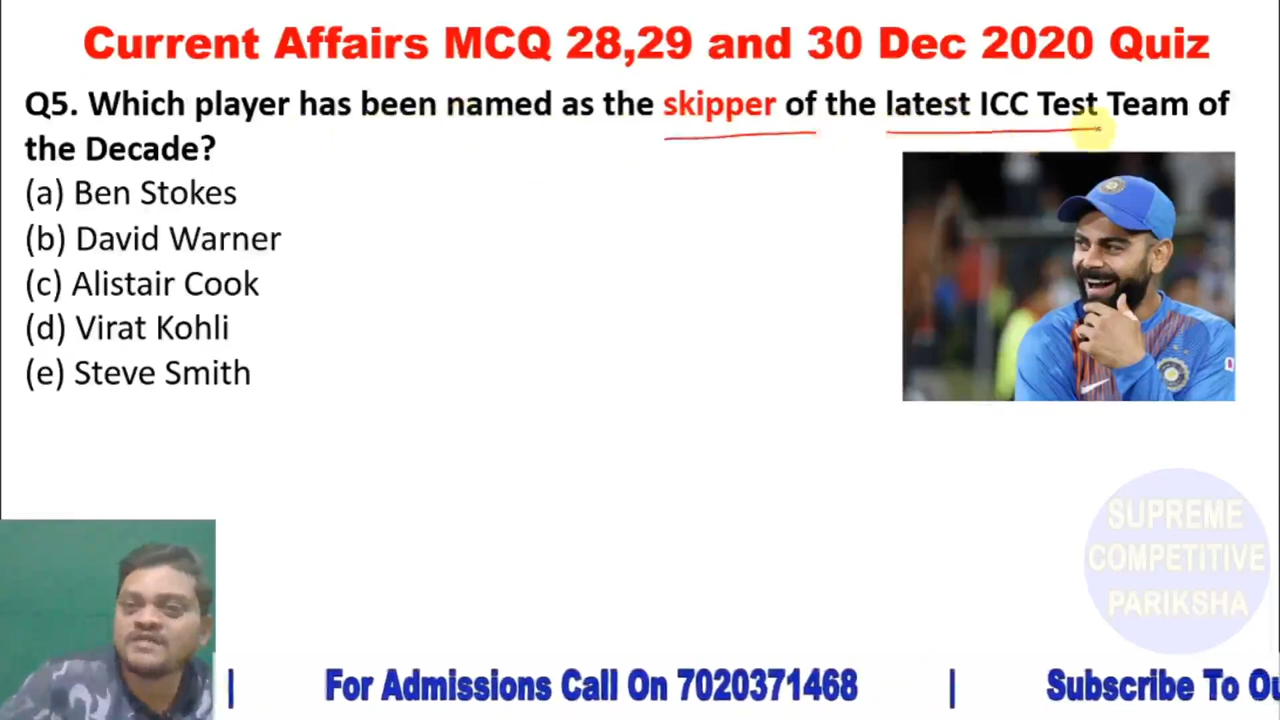 Current Affairs MCQ 28,29 and 30 Dec 2020 Quiz
Q5. Which player has been named as the skipper of the latest ICC Test Team of
the Decade?
(a) Ben Stokes
(b) David Warner
(c) Alistair Cook
(d) Virat Kohli
(e) Steve Smith
SUPREME
COMPETITIVE
PARIKSHA
| For Admissions Call On 7020371468 | Subscribe To Ou